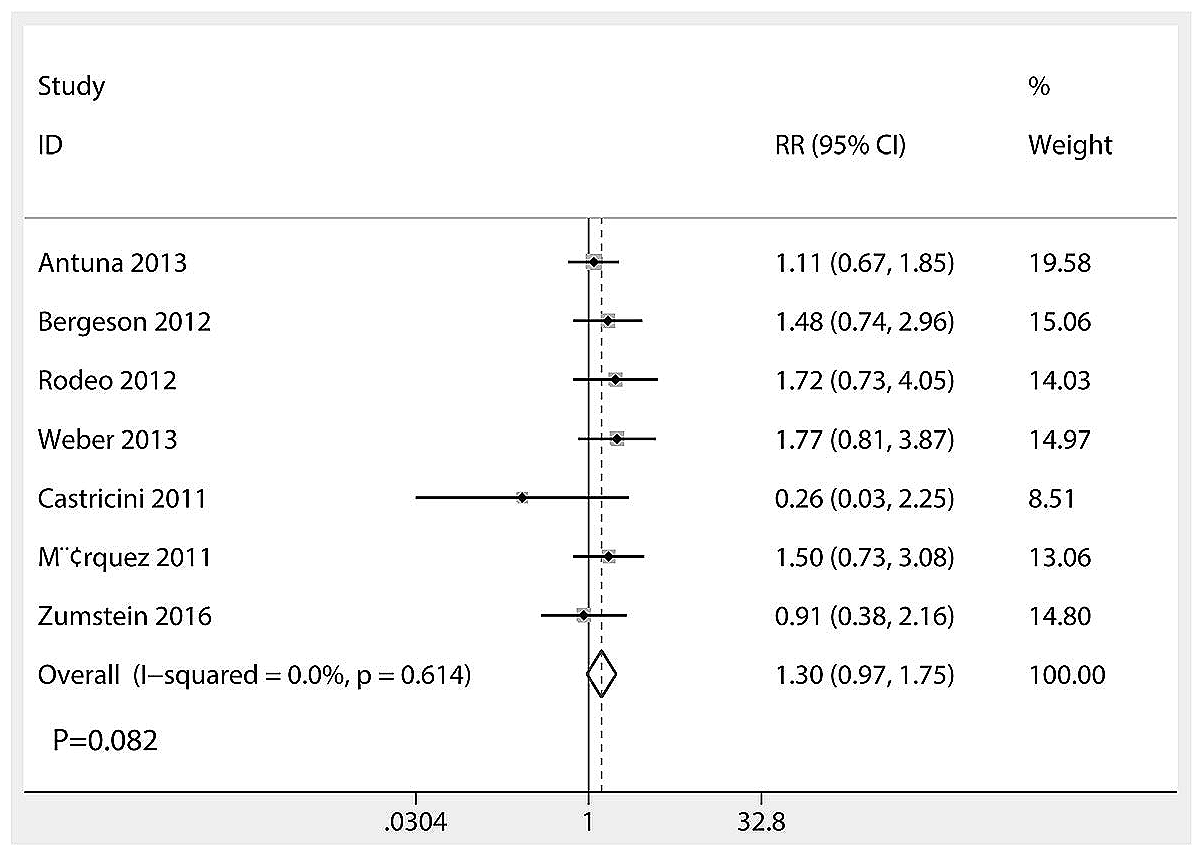 Study %
ID RR (95% CI) Weight
Antuna 2013 1.11 (0.67, 1.85) 19.58
Bergeson 2012 1.48 (0.74, 2.96) 15.06
Rodeo 2012 1.72 (0.73, 4.05) 14.03
Weber 2013 1.77 (0.81, 3.87) 14.97
Castricini 2011 0.26 (0.03, 2.25) 8.51
M¨¢rquez 2011 1.50 (0.73, 3.08) 13.06
Zumstein 2016 0.91 (0.38, 2.16) 14.80
Overall (I−squared = 0.0%, p = 0.614) 1.30 (0.97, 1.75) 100.00
P=0.082
.0304 1 32.8